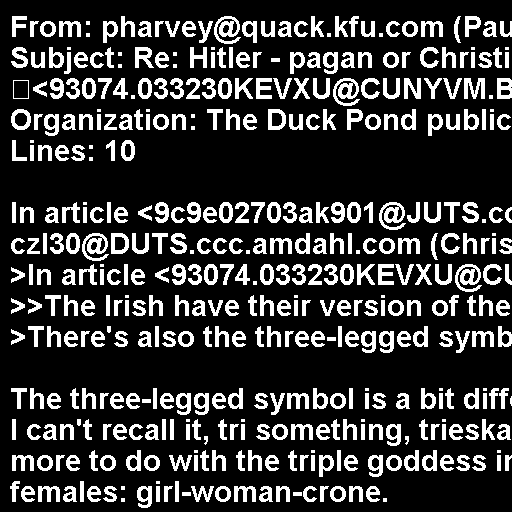 From: pharvey@quack.kfu.com (Pau
Subject: Re: Hitler - pagan or Christi
<93074.033230KEVXU@CUNYVM.B
Organization: The Duck Pond public
Lines: 10

In article <9c9e02703ak901@JUTS.cc
czl30@DUTS.ccc.amdahl.com (Chris
>In article <93074.033230KEVXU@CU
>>The Irish have their version of the
>There's also the three-legged symb

The three-legged symbol is a bit diff
I can't recall it, tri something, trieska
more to do with the triple goddess in
females: girl-woman-crone.